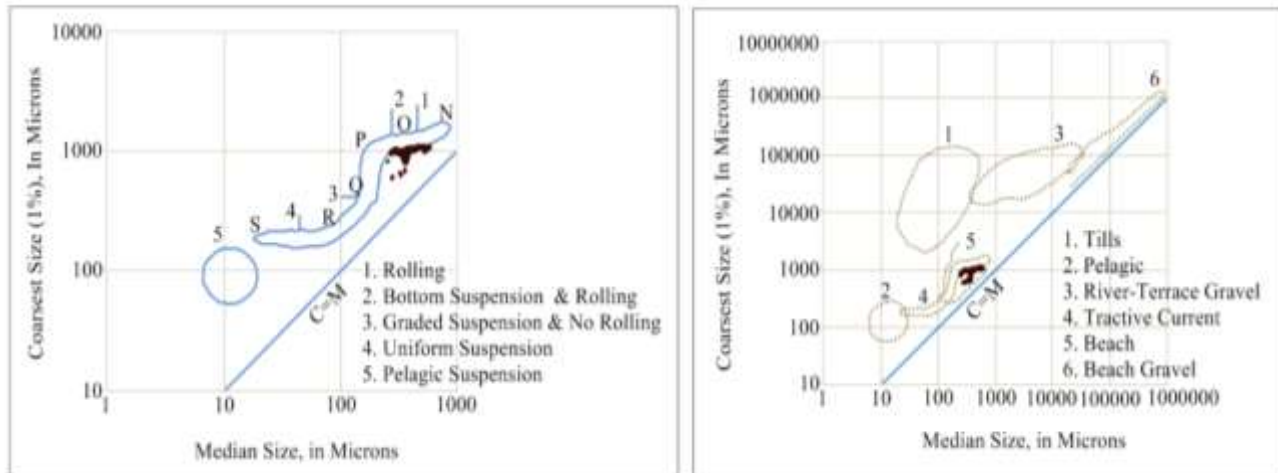 10000
1000
100
10
1
10
100
1000
Coarsest Size (1%), In Microns
Median Size, in Microns
2
1
N
O
P
Q
3
R
4
S
5
C=M
1. Rolling
2. Bottom Suspension & Rolling
3. Graded Suspension & No Rolling
4. Uniform Suspension
5. Pelagic Suspension
10000000
1000000
100000
10000
1000
100
10
1
10
100
1000
10000
100000
1000000
Coarsest Size (1%), In Microns
Median Size, in Microns
6
1
3
5
2
4
C=M
1. Tills
2. Pelagic
3. River-Terrace Gravel
4. Tractive Current
5. Beach
6. Beach Gravel